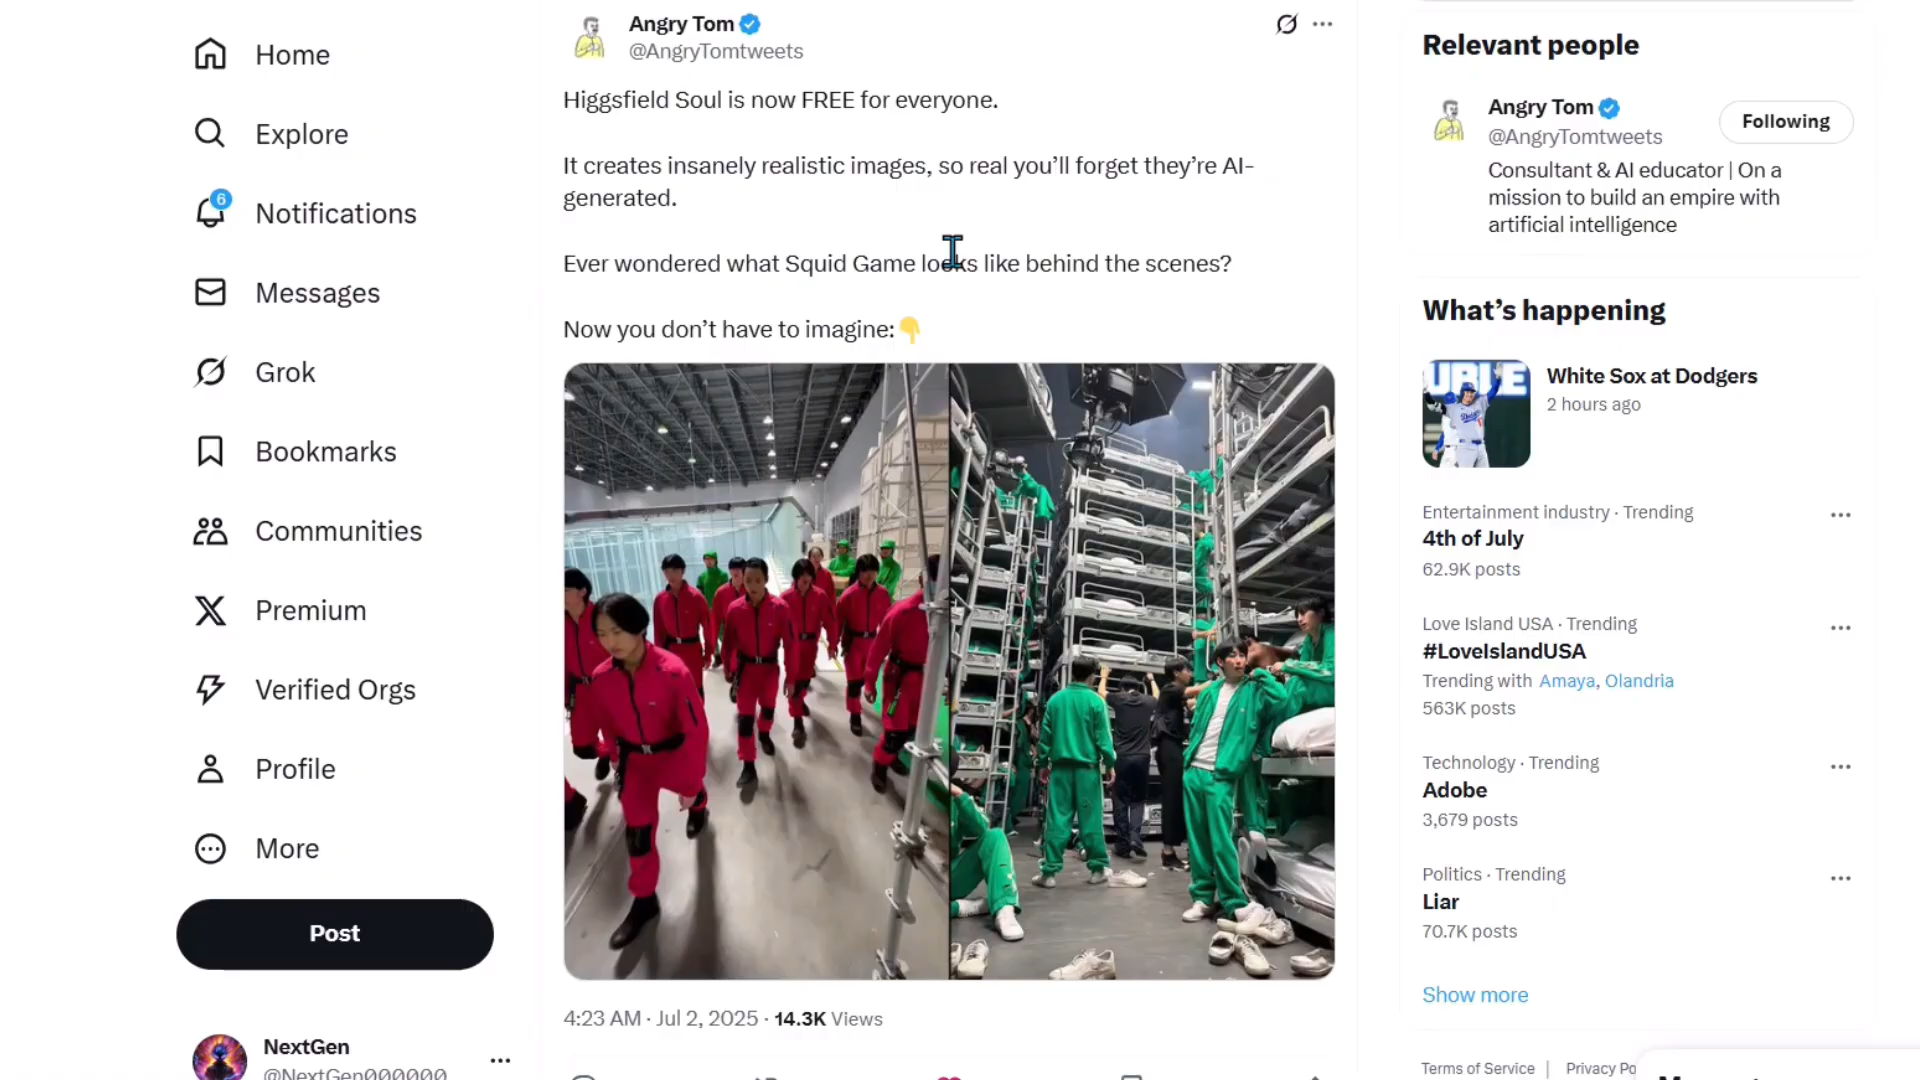 Home
Explore
6
Notifications
Messages
Grok
Bookmarks
Communities
Premium
Verified Orgs
Profile
More
Post
NextGen
@NextGen000000
Angry Tom
@AngryTomtweets
Higgsfield Soul is now FREE for everyone.
It creates insanely realistic images, so real you’ll forget they’re AI-
generated.
Ever wondered what Squid Game looks like behind the scenes?
Now you don’t have to imagine:👇
4:23 AM · Jul 2, 2025 · 14.3K Views
Relevant people
Angry Tom
@AngryTomtweets
Following
Consultant & AI educator | On a
mission to build an empire with
artificial intelligence
What’s happening
White Sox at Dodgers
2 hours ago
Entertainment industry · Trending
4th of July
62.9K posts
Love Island USA · Trending
#LoveIslandUSA
Trending with Amaya, Olandria
563K posts
Technology · Trending
Adobe
3,679 posts
Politics · Trending
Liar
70.7K posts
Show more
Terms of Service | Privacy Po